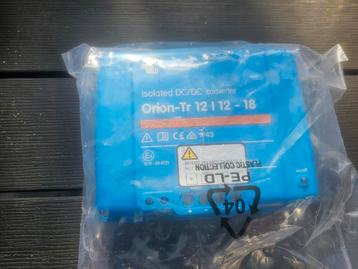 isolated DC/DC converter
Orion-Tr 12 | 12 - 18
PLASTIC COLLECTION
PE-LD
04